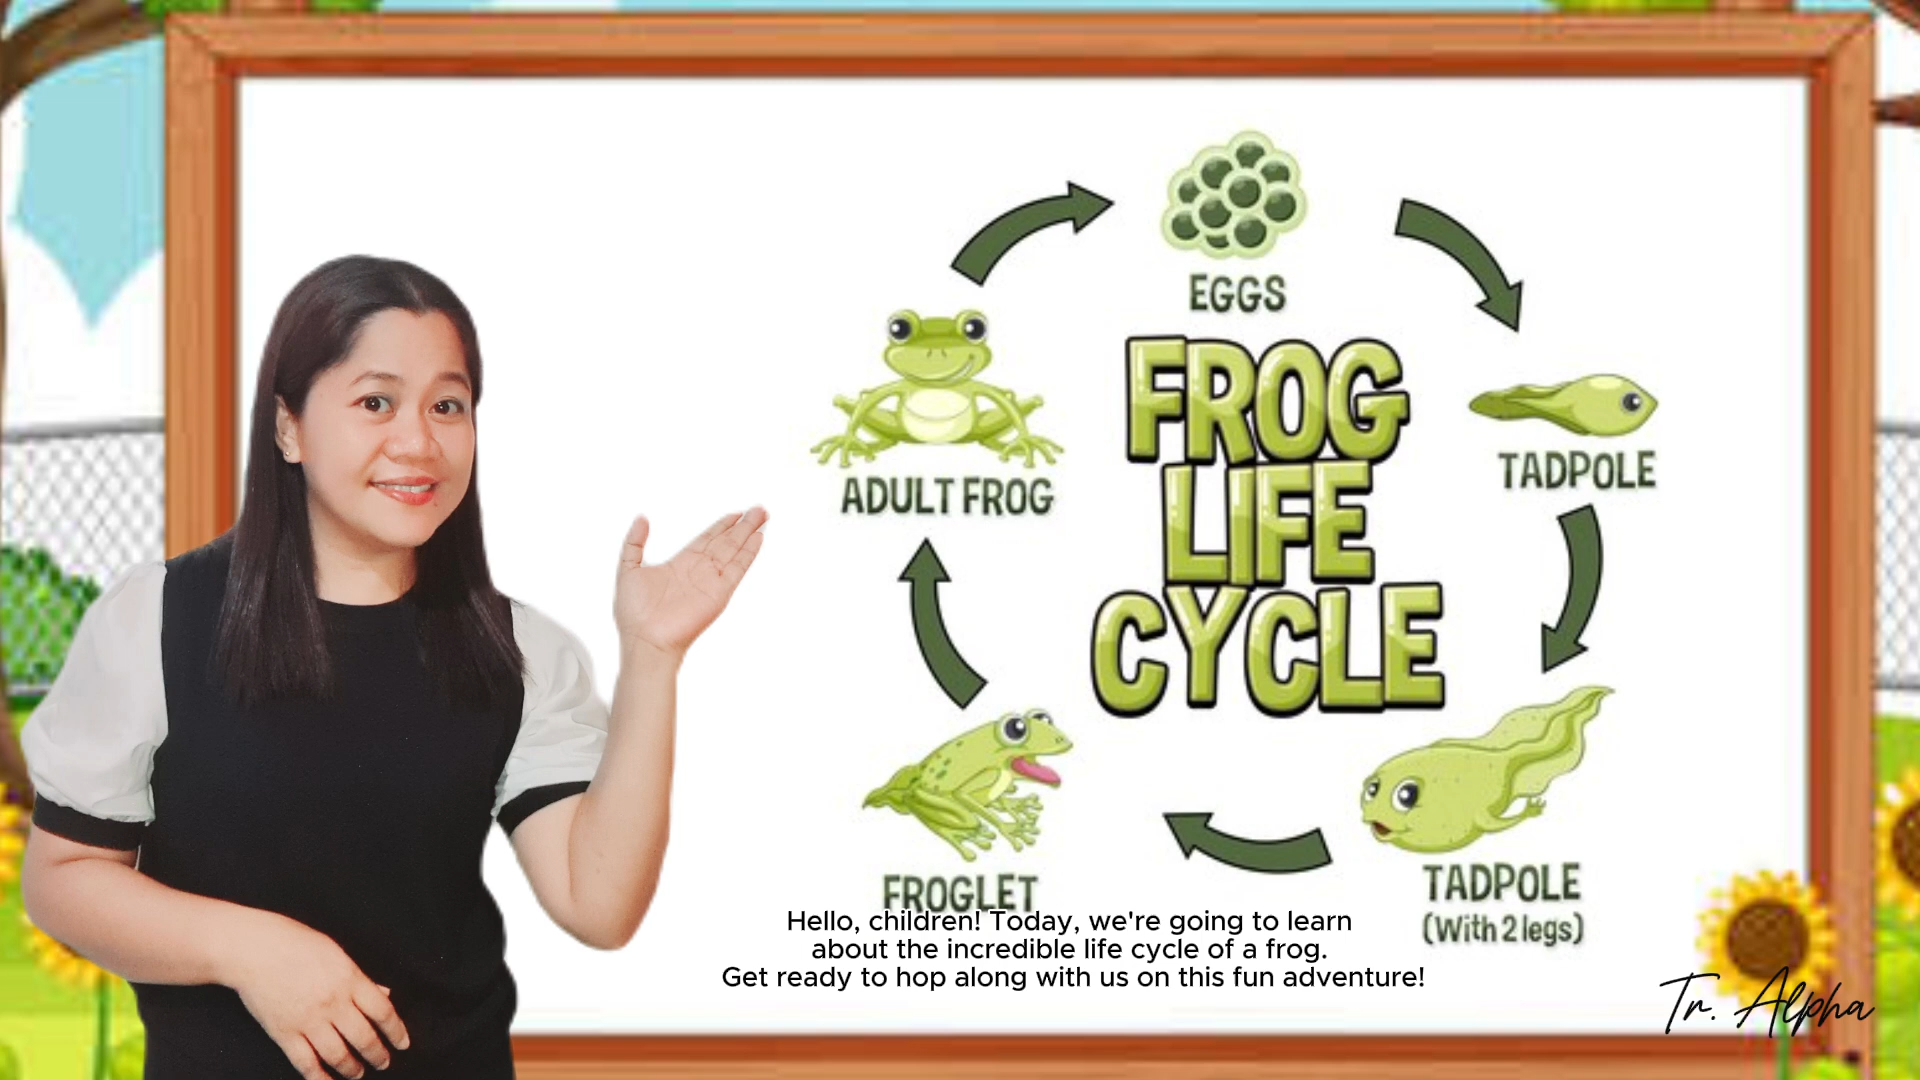 EGGS
TADPOLE
TADPOLE
(With 2 legs)
FROGLET
ADULT FROG
FROG
LIFE
CYCLE
Hello, children! Today, we're going to learn
about the incredible life cycle of a frog.
Get ready to hop along with us on this fun adventure!
Tr. Alpha